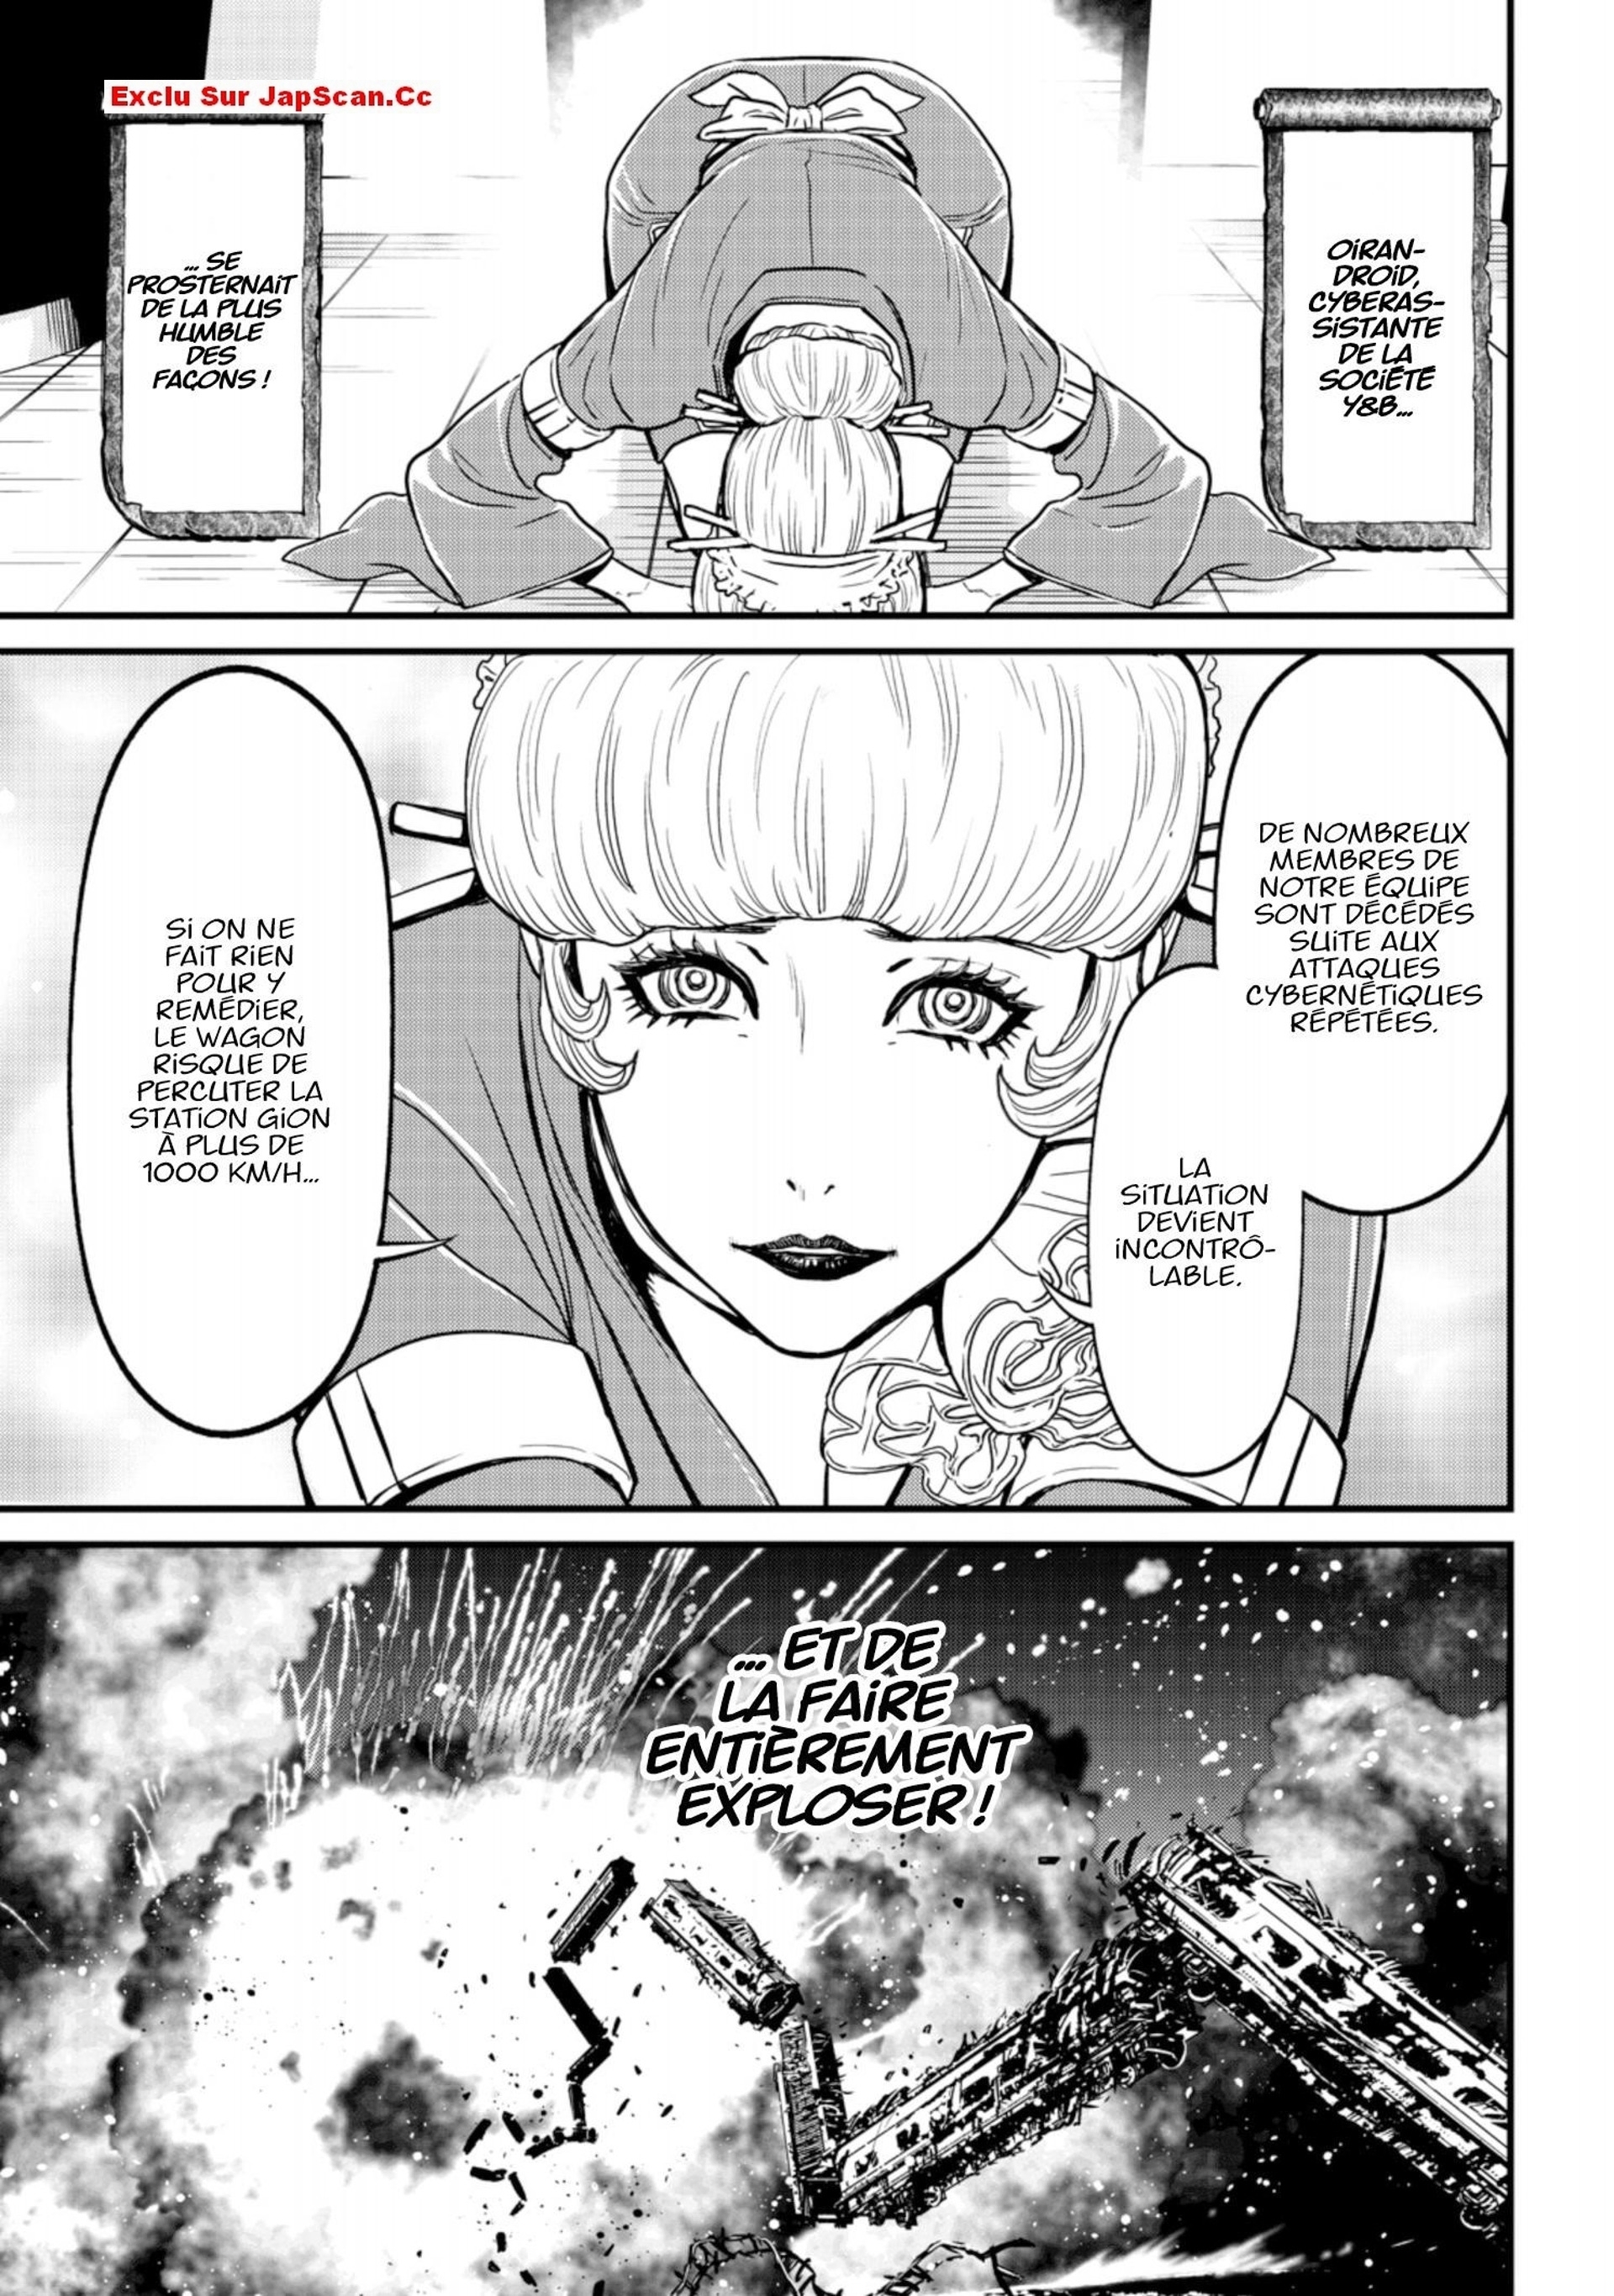 Exclu Sur JapScan.Cc
OIRAN-
DROID,
CYBERAS-
SISTANTE
DE LA
SOCIÉTÉ
Y&B...
... SE
PROSTERNAIT
DE LA PLUS
HUMBLE
DES
FAÇONS !
DE NOMBREUX
MEMBRES DE
NOTRE ÉQUIPE
SONT DÉCÉDÉS
SUITE AUX
ATTAQUES
CYBERNÉTIQUES
RÉPÉTÉES.
LA
SITUATION
DEVIENT
INCONTRÔ-
LABLE.
SI ON NE
FAIT RIEN
POUR Y
REMÉDIER,
LE WAGON
RISQUE DE
PERCUTER LA
STATION GION
À PLUS DE
1000 KM/H...
... ET DE
LA FAIRE
ENTIÈREMENT
EXPLOSER !